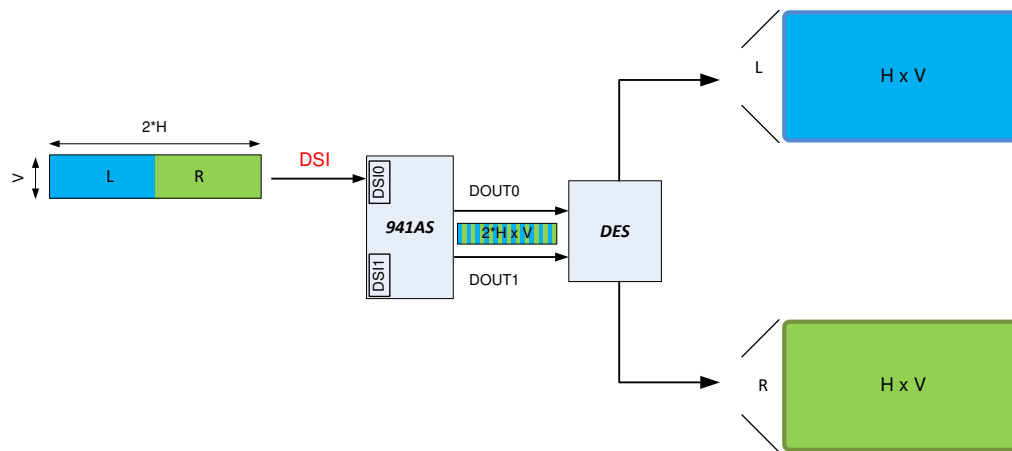 2*H
V
L
R
DSI
DSI0
941AS
DSI1
DOUT0
2*H x V
DOUT1
DES
L
H x V
R
H x V